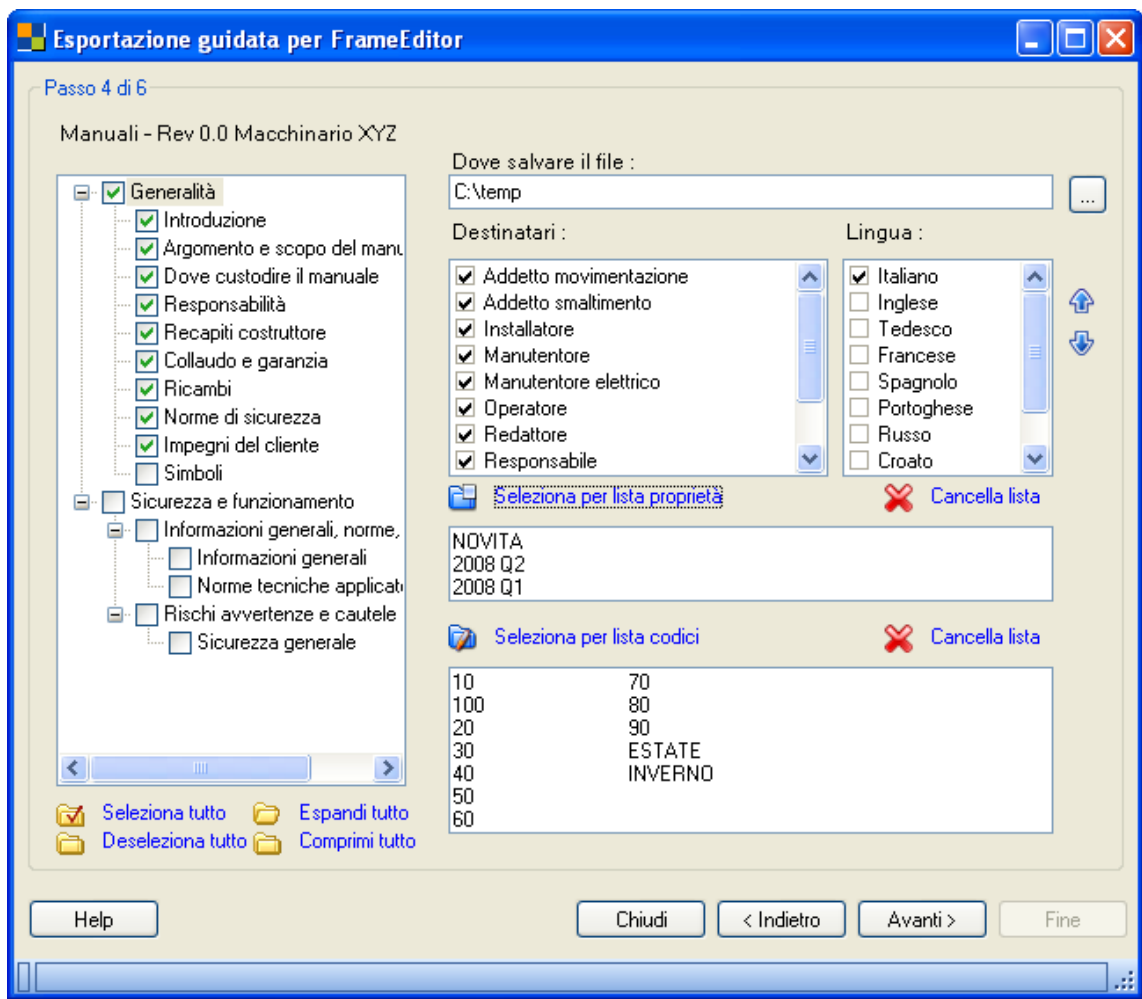 Esportazione guidata per FrameEditor
Passo 4 di 6
Manuali - Rev 0.0 Macchinario XYZ
Generalità
Introduzione
Argomento e scopo del manu
Dove custodire il manuale
Responsabilità
Recapiti costruttore
Collaudo e garanzia
Ricambi
Norme di sicurezza
Impegni del cliente
Simboli
Sicurezza e funzionamento
Informazioni generali, norme,
Informazioni generali
Norme tecniche applicate
Rischi avvertenze e cautele
Sicurezza generale
Seleziona tutto
Espandi tutto
Deseleziona tutto
Comprimi tutto
Dove salvare il file :
C:\temp
...
Destinatari :
Addetto movimentazione
Addetto smaltimento
Installatore
Manutentore
Manutentore elettrico
Operatore
Redattore
Responsabile
Lingua :
Italiano
Inglese
Tedesco
Francese
Spagnolo
Portoghese
Russo
Croato
Seleziona per lista proprietà
Cancella lista
NOVITA
2008 Q2
2008 Q1
Seleziona per lista codici
Cancella lista
10
100
20
30
40
50
60
70
80
90
ESTATE
INVERNO
Help
Chiudi
< Indietro
Avanti >
Fine